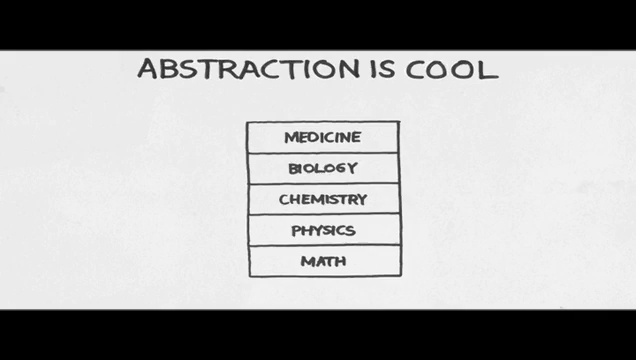 ABSTRACTION IS COOL
MEDICINE
BIOLOGY
CHEMISTRY
PHYSICS
MATH